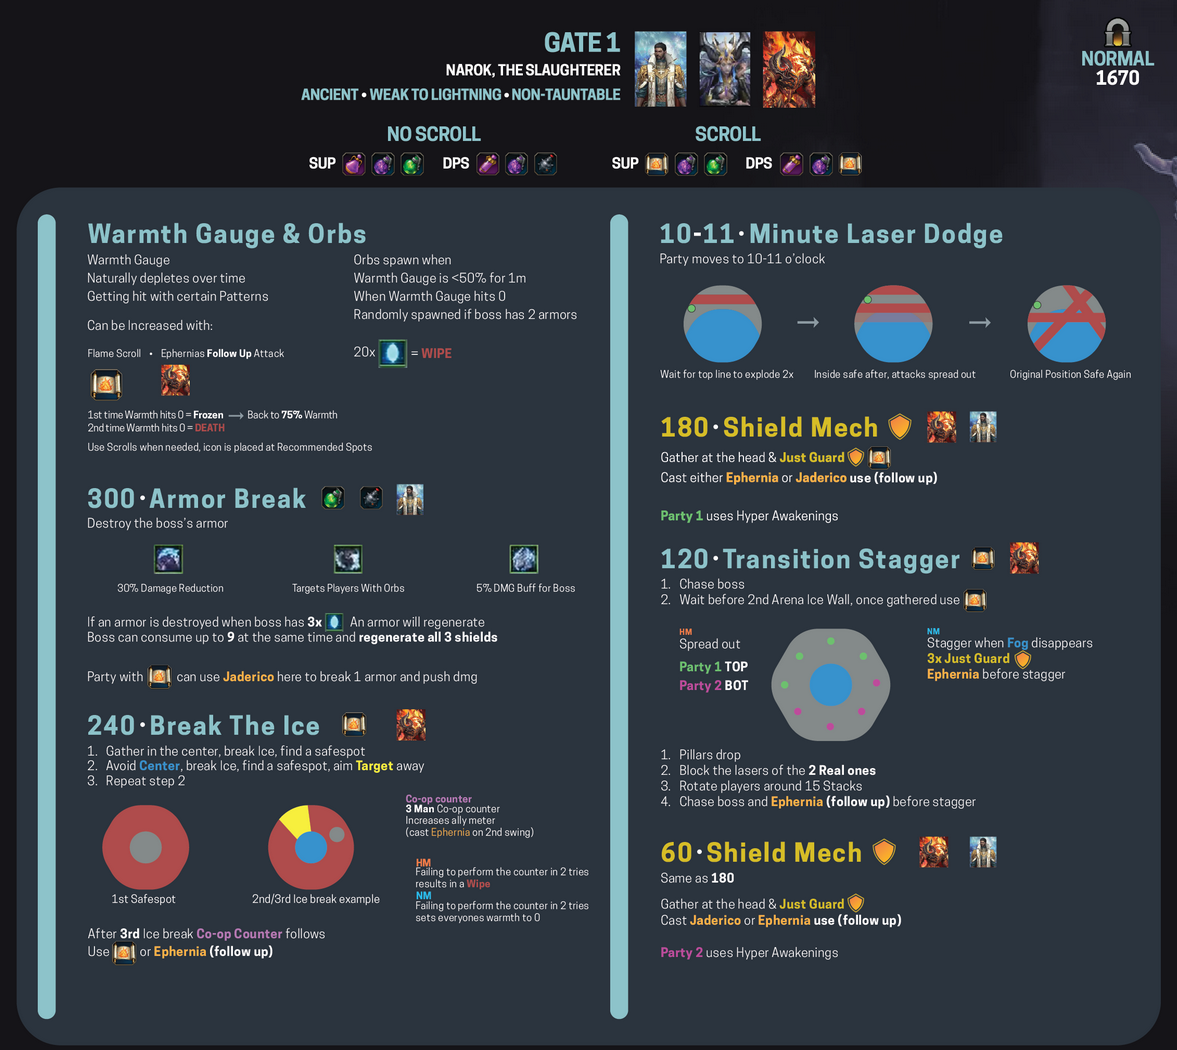 GATE 1
NAROK, THE SLAUGHTERER
ANCIENT • WEAK TO LIGHTNING • NON-TAUNTABLE
NORMAL
1670
NO SCROLL
SUP DPS
SCROLL
SUP DPS
Warmth Gauge & Orbs
Warmth Gauge
Naturally depletes over time
Getting hit with certain Patterns
Can be Increased with:
Flame Scroll • Ephernias Follow Up Attack
Orbs spawn when
Warmth Gauge is <50% for 1m
When Warmth Gauge hits 0
Randomly spawned if boss has 2 armors
20x = WIPE
1st time Warmth hits 0 = Frozen → Back to 75% Warmth
2nd time Warmth hits 0 = DEATH
Use Scrolls when needed, icon is placed at Recommended Spots
300 · Armor Break
Destroy the boss's armor
30% Damage Reduction
Targets Players With Orbs
5% DMG Buff for Boss
If an armor is destroyed when boss has 3x An armor will regenerate
Boss can consume up to 9 at the same time and regenerate all 3 shields
Party with can use Jaderico here to break 1 armor and push dmg
240 · Break The Ice
1. Gather in the center, break Ice, find a safespot
2. Avoid Center, break Ice, find a safespot, aim Target away
3. Repeat step 2
1st Safespot
2nd/3rd Ice break example
Co-op counter
3 Man Co-op counter
Increases ally meter
(cast Ephernia on 2nd swing)
HM
Failing to perform the counter in 2 tries
results in a Wipe
NM
Failing to perform the counter in 2 tries
sets everyones warmth to 0
After 3rd Ice break Co-op Counter follows
Use or Ephernia (follow up)
10-11 · Minute Laser Dodge
Party moves to 10-11 o'clock
Wait for top line to explode 2x
Inside safe after, attacks spread out
Original Position Safe Again
180 · Shield Mech
Gather at the head & Just Guard
Cast either Ephernia or Jaderico use (follow up)
Party 1 uses Hyper Awakenings
120 · Transition Stagger
1. Chase boss
2. Wait before 2nd Arena Ice Wall, once gathered use
HM
Spread out
Party 1 TOP
Party 2 BOT
NM
Stagger when Fog disappears
3x Just Guard
Ephernia before stagger
1. Pillars drop
2. Block the lasers of the 2 Real ones
3. Rotate players around 15 Stacks
4. Chase boss and Ephernia (follow up) before stagger
60 · Shield Mech
Same as 180
Gather at the head & Just Guard
Cast Jaderico or Ephernia use (follow up)
Party 2 uses Hyper Awakenings